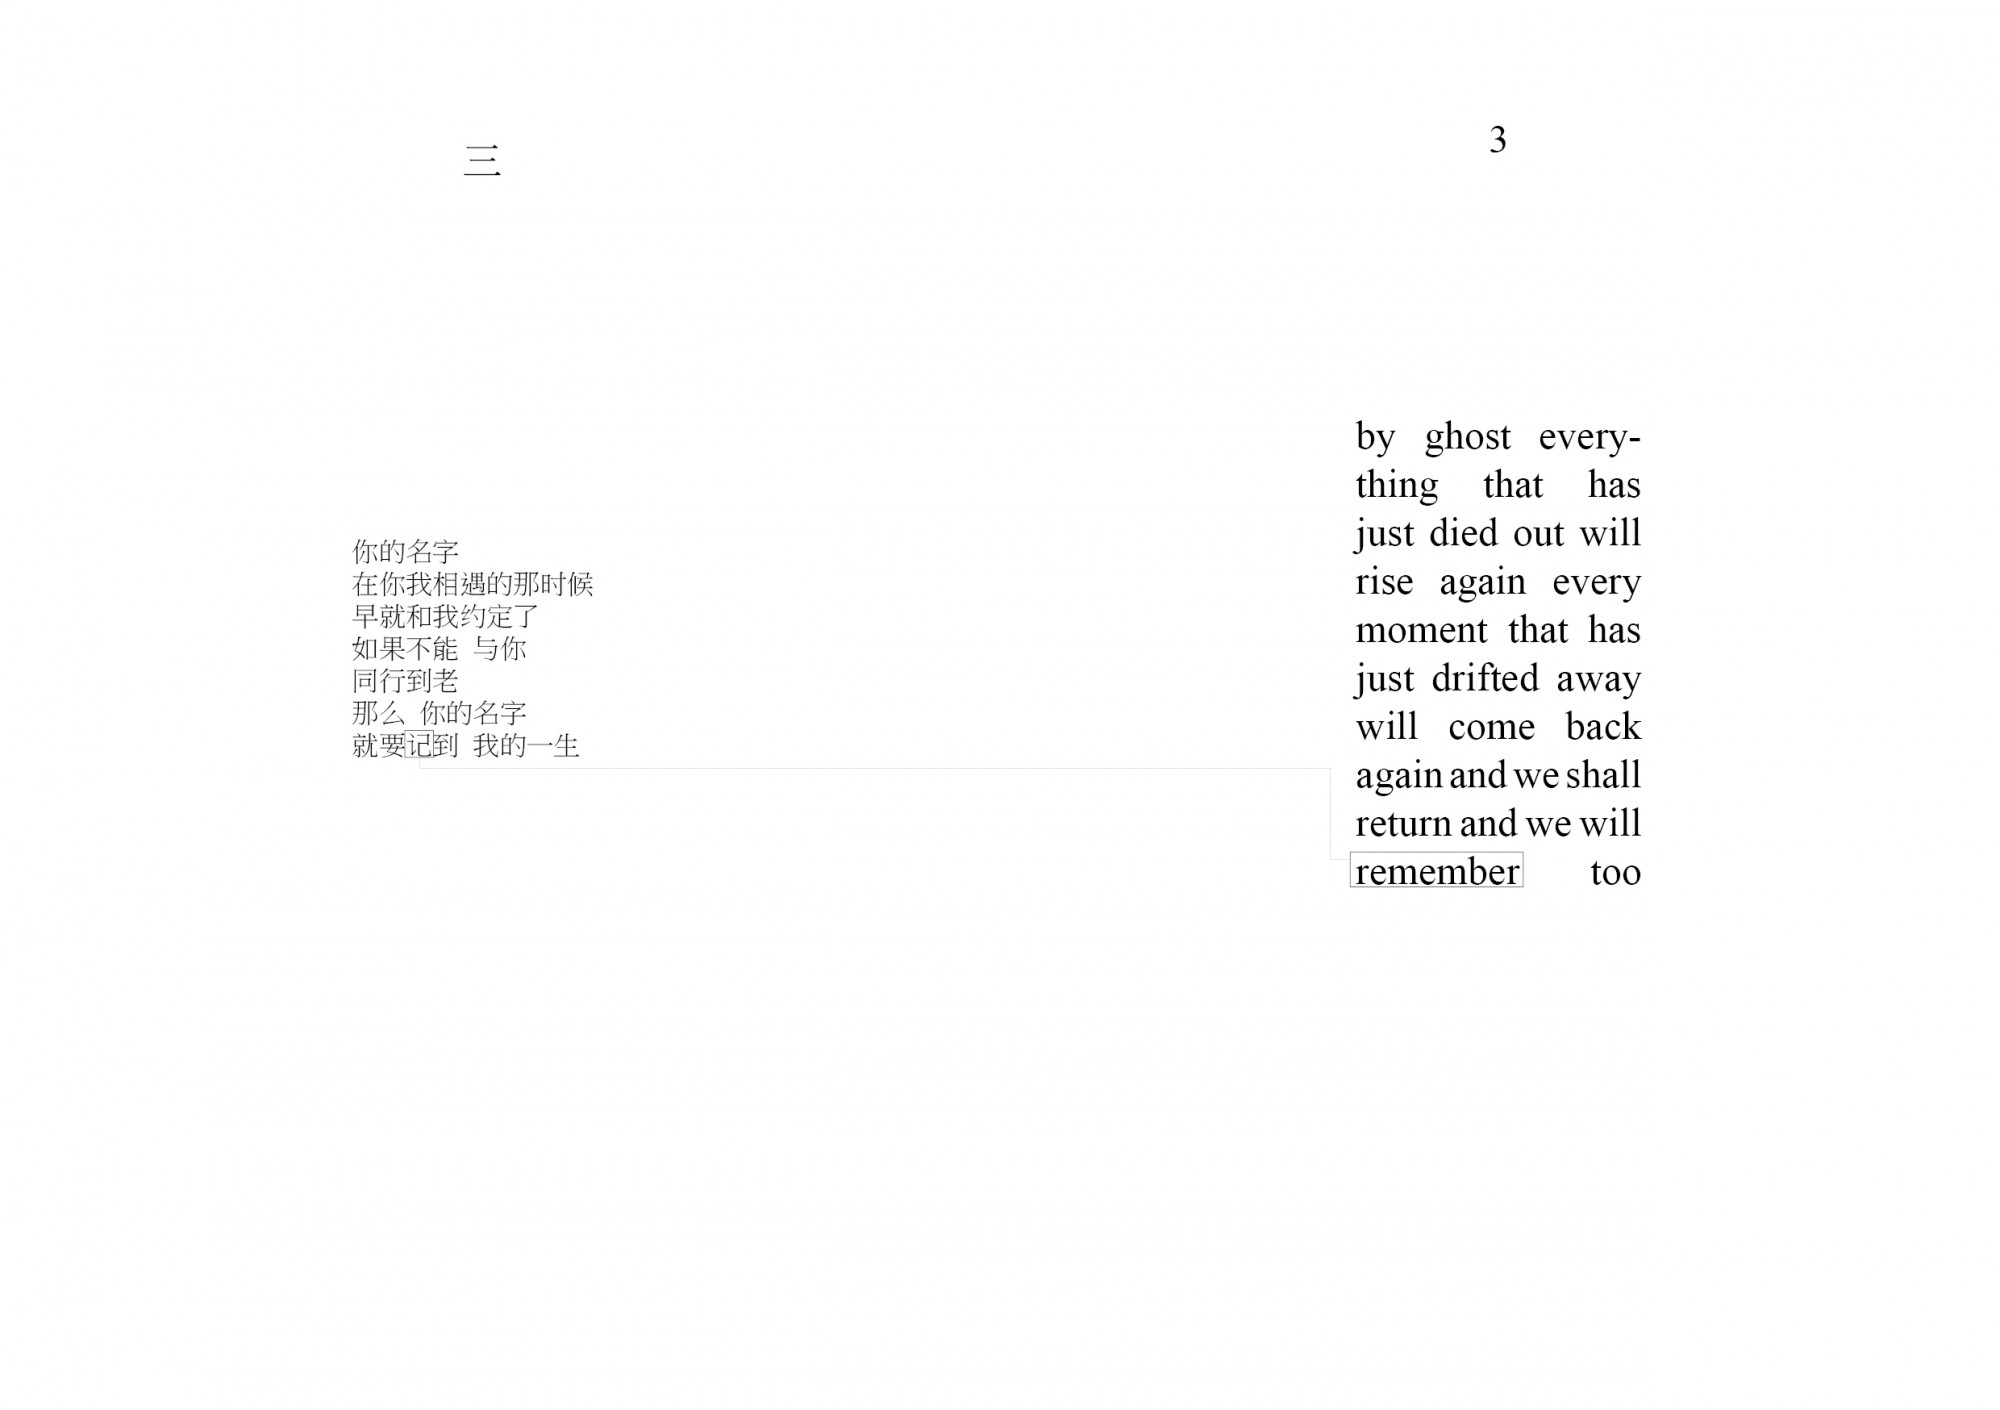 三
你的名字
在你我相遇的那时候
早就和我约定了
如果不能 与你
同行到老
那么 你的名字
就要记到 我的一生
3
by ghost every-
thing that has
just died out will
rise again every
moment that has
just drifted away
will come back
again and we shall
return and we will
remember too